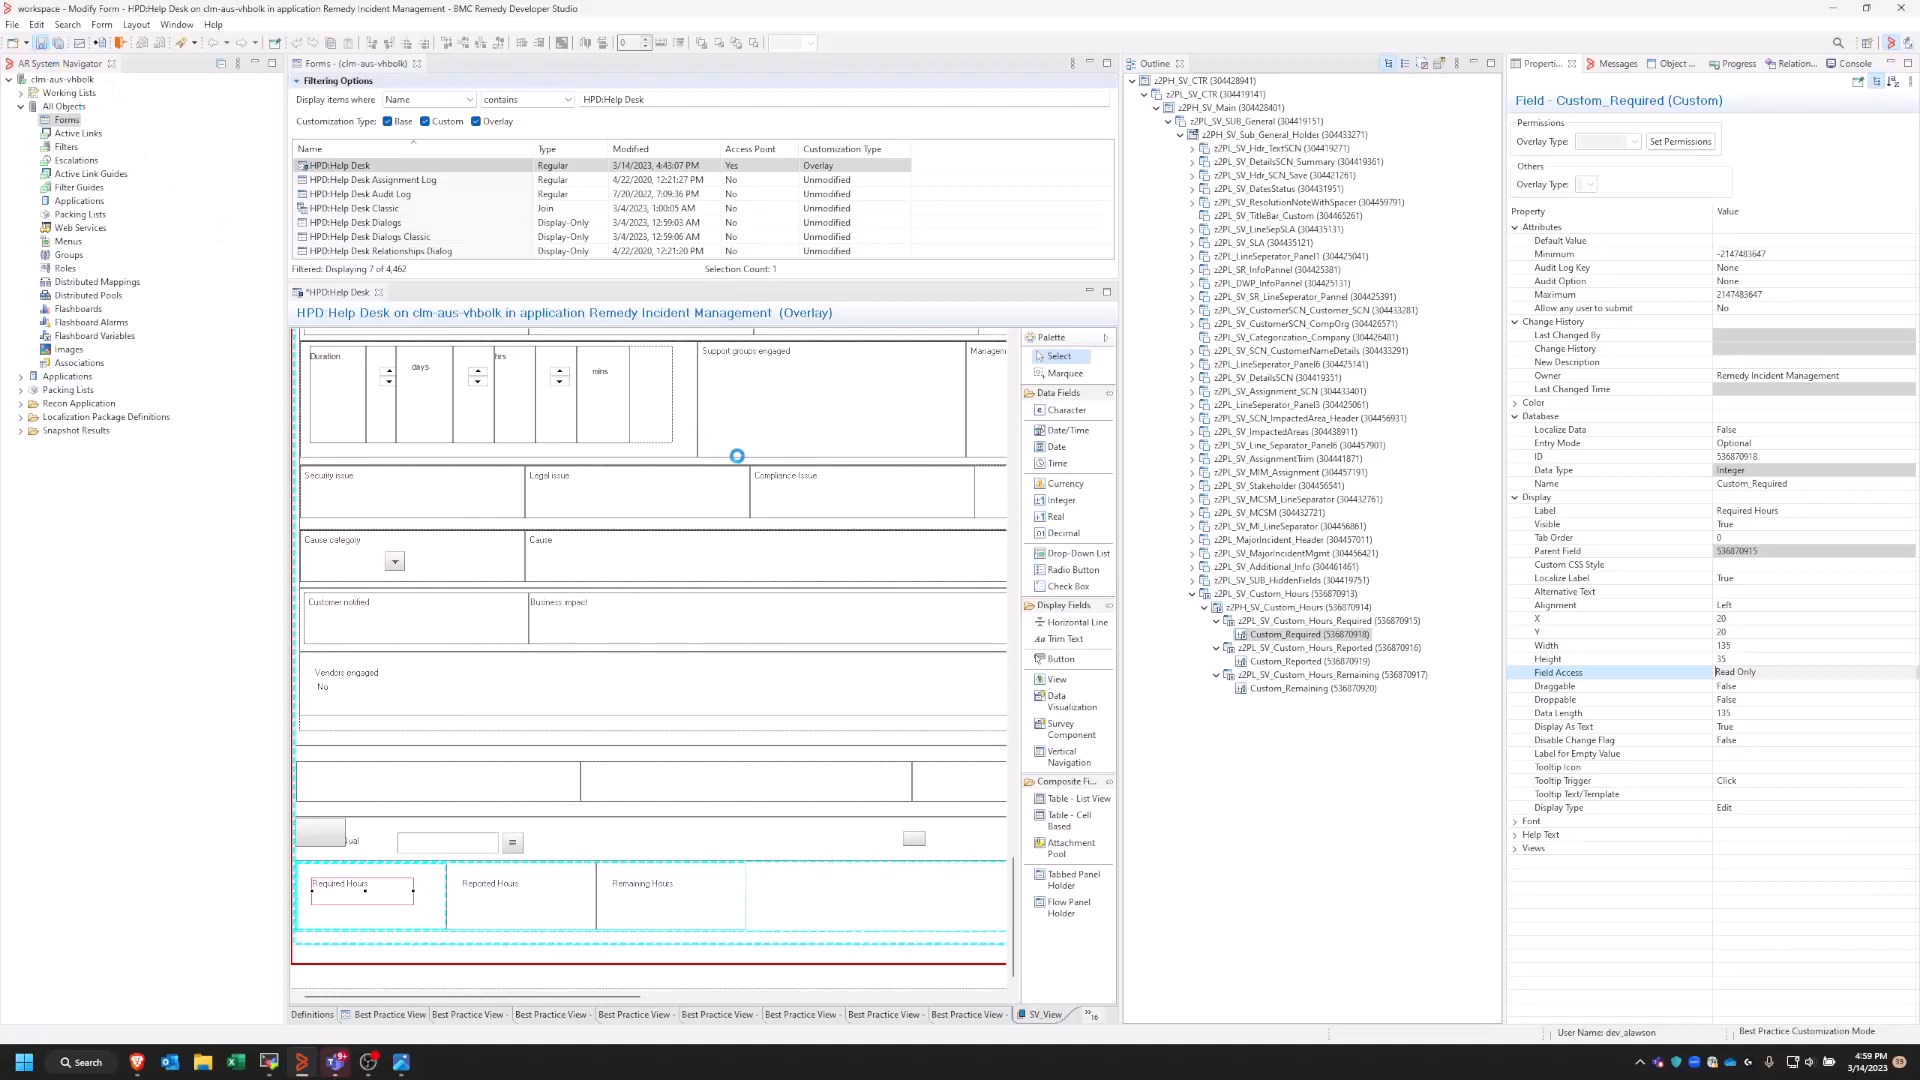 workspace - Modify Form - HPD:Help Desk on clm-aus-vhbolk in application Remedy Incident Management - BMC Remedy Developer Studio
File Edit Search Form Layout Window Help
0
AR System Navigator
clm-aus-vhbolk
Working Lists
All Objects
Forms
Active Links
Filters
Escalations
Active Link Guides
Filter Guides
Applications
Packing Lists
Web Services
Menus
Groups
Roles
Distributed Mappings
Distributed Pools
Flashboards
Flashboard Alarms
Flashboard Variables
Images
Associations
Applications
Packing Lists
Recon Application
Localization Package Definitions
Snapshot Results
Forms - (clm-aus-vhbolk)
Filtering Options
Display items where Name contains HPD:Help Desk
Customization Type: Base Custom Overlay
Name Type Modified Access Point Customization Type
HPD:Help Desk Regular 3/14/2023, 4:43:07 PM Yes Overlay
HPD:Help Desk Assignment Log Regular 4/22/2020, 12:21:27 PM No Unmodified
HPD:Help Desk Audit Log Regular 7/20/2022, 7:09:36 PM No Unmodified
HPD:Help Desk Classic Join 3/4/2023, 1:00:05 AM No Unmodified
HPD:Help Desk Dialogs Display-Only 3/4/2023, 12:59:03 AM No Unmodified
HPD:Help Desk Dialogs Classic Display-Only 3/4/2023, 12:59:06 AM No Unmodified
HPD:Help Desk Relationships Dialog Display-Only 4/22/2020, 12:21:20 PM No Unmodified
Filtered: Displaying 7 of 4,462 Selection Count: 1
*HPD:Help Desk
HPD Help Desk on clm-aus-vhbolk in application Remedy Incident Management (Overlay)
Duration days hrs mins Support groups engaged Managem
Security issue Legal issue Compliance Issue
Cause category Cause
Customer notified Business impact
Vendors engaged
No
ual =
Required Hours Reported Hours Remaining Hours
Palette
Select
Marquee
Data Fields
Character
Date/Time
Date
Time
Currency
Integer
Real
Decimal
Drop-Down List
Radio Button
Check Box
Display Fields
Horizontal Line
Trim Text
Button
View
Data
Visualization
Survey
Component
Vertical
Navigation
Composite Fi...
Table - List View
Table - Cell
Based
Attachment
Pool
Tabbed Panel
Holder
Flow Panel
Holder
Definitions Best Practice View Best Practice View - Best Practice View - Best Practice View - Best Practice View - Best Practice View - Best Practice View - Best Practice View - SV_View »16
Outline
z2PH_SV_CTR (304428941)
z2PL_SV_CTR (304419141)
z2PH_SV_Main (304428401)
z2PL_SV_SUB_General (304419151)
z2PH_SV_Sub_General_Holder (304433271)
z2PL_SV_Hdr_TextSCN (304419271)
z2PL_SV_DetailsSCN_Summary (304419361)
z2PL_SV_Hdr_SCN_Save (304421261)
z2PL_SV_DatesStatus (304431951)
z2PL_SV_ResolutionNoteWithSpacer (304459791)
z2PL_SV_TitleBar_Custom (304465261)
z2PL_SV_LineSepSLA (304435131)
z2PL_SV_SLA (304435121)
z2PL_LineSeperator_Panel1 (304425041)
z2PL_SR_InfoPannel (304425381)
z2PL_DWP_InfoPannel (304425131)
z2PL_SV_SR_LineSeperator_Pannel (304425391)
z2PL_SV_CustomerSCN_Customer_SCN (304433281)
z2PL_SV_CustomerSCN_CompOrg (304426571)
z2PL_SV_Categorization_Company (304426481)
z2PL_SV_SCN_CustomerNameDetails (304433291)
z2PL_LineSeperator_Panel6 (304425141)
z2PL_SV_DetailsSCN (304419351)
z2PL_SV_Assignment_SCN (304433401)
z2PL_LineSeperator_Panel3 (304425061)
z2PL_SV_SCN_ImpactedArea_Header (304456931)
z2PL_SV_ImpactedAreas (304438911)
z2PL_SV_Line_Separator_Panel6 (304457901)
z2PL_SV_AssignmentTrim (304441871)
z2PL_SV_MIM_Assignment (304457191)
z2PL_SV_Stakeholder (304456541)
z2PL_SV_MCSM_LineSeparator (304432761)
z2PL_SV_MCSM (304432721)
z2PL_SV_MI_LineSeparator (304456861)
z2PL_MajorIncident_Header (304457011)
z2PL_SV_MajorIncidentMgmt (304456421)
z2PL_SV_Additional_Info (304461461)
z2PL_SV_SUB_HiddenFields (304419751)
z2PL_SV_Custom_Hours (536870913)
z2PH_SV_Custom_Hours (536870914)
z2PL_SV_Custom_Hours_Required (536870915)
Custom_Required (536870918)
z2PL_SV_Custom_Hours_Reported (536870916)
Custom_Reported (536870919)
z2PL_SV_Custom_Hours_Remaining (536870917)
Custom_Remaining (536870920)
Properti... Messages Object ... Progress Relation... Console
Field - Custom_Required (Custom)
Permissions
Overlay Type: Set Permissions
Others
Overlay Type:
Property Value
Attributes
Default Value
Minimum -2147483647
Audit Log Key None
Audit Option None
Maximum 2147483647
Allow any user to submit No
Change History
Last Changed By
Change History
New Description
Owner Remedy Incident Management
Last Changed Time
Color
Database
Localize Data False
Entry Mode Optional
ID 536870918
Data Type Integer
Name Custom_Required
Display
Label Required Hours
Visible True
Tab Order 0
Parent Field 536870915
Custom CSS Style
Localize Label True
Alternative Text
Alignment Left
X 20
Y 20
Width 135
Height 35
Field Access Read Only
Draggable False
Droppable False
Data Length 135
Display As Text True
Disable Change Flag False
Label for Empty Value
Tooltip Icon
Tooltip Trigger Click
Tooltip Text/Template
Display Type Edit
Font
Help Text
Views
User Name: dev_alawson Best Practice Customization Mode
Search
4:59 PM
3/14/2023